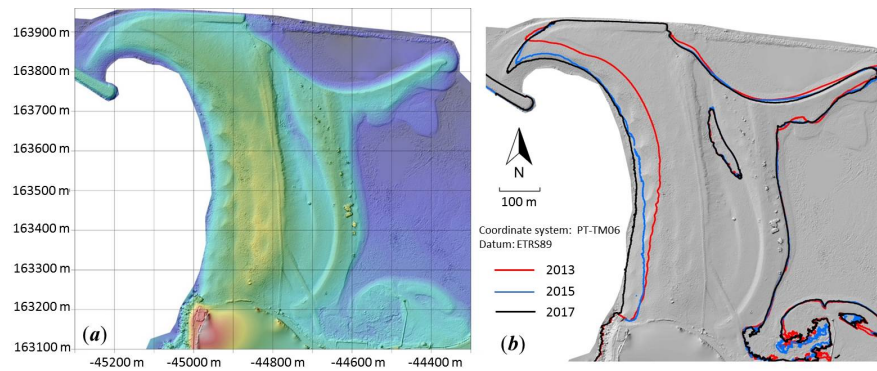 163900 m
163800 m
163700 m
163600 m
163500 m
163400 m
163300 m
163200 m
163100 m
(a)
-45200 m
-45000 m
-44800 m
-44600 m
-44400 m
N
100 m
Coordinate system: PT-TM06
Datum: ETRS89
2013
2015
2017
(b)